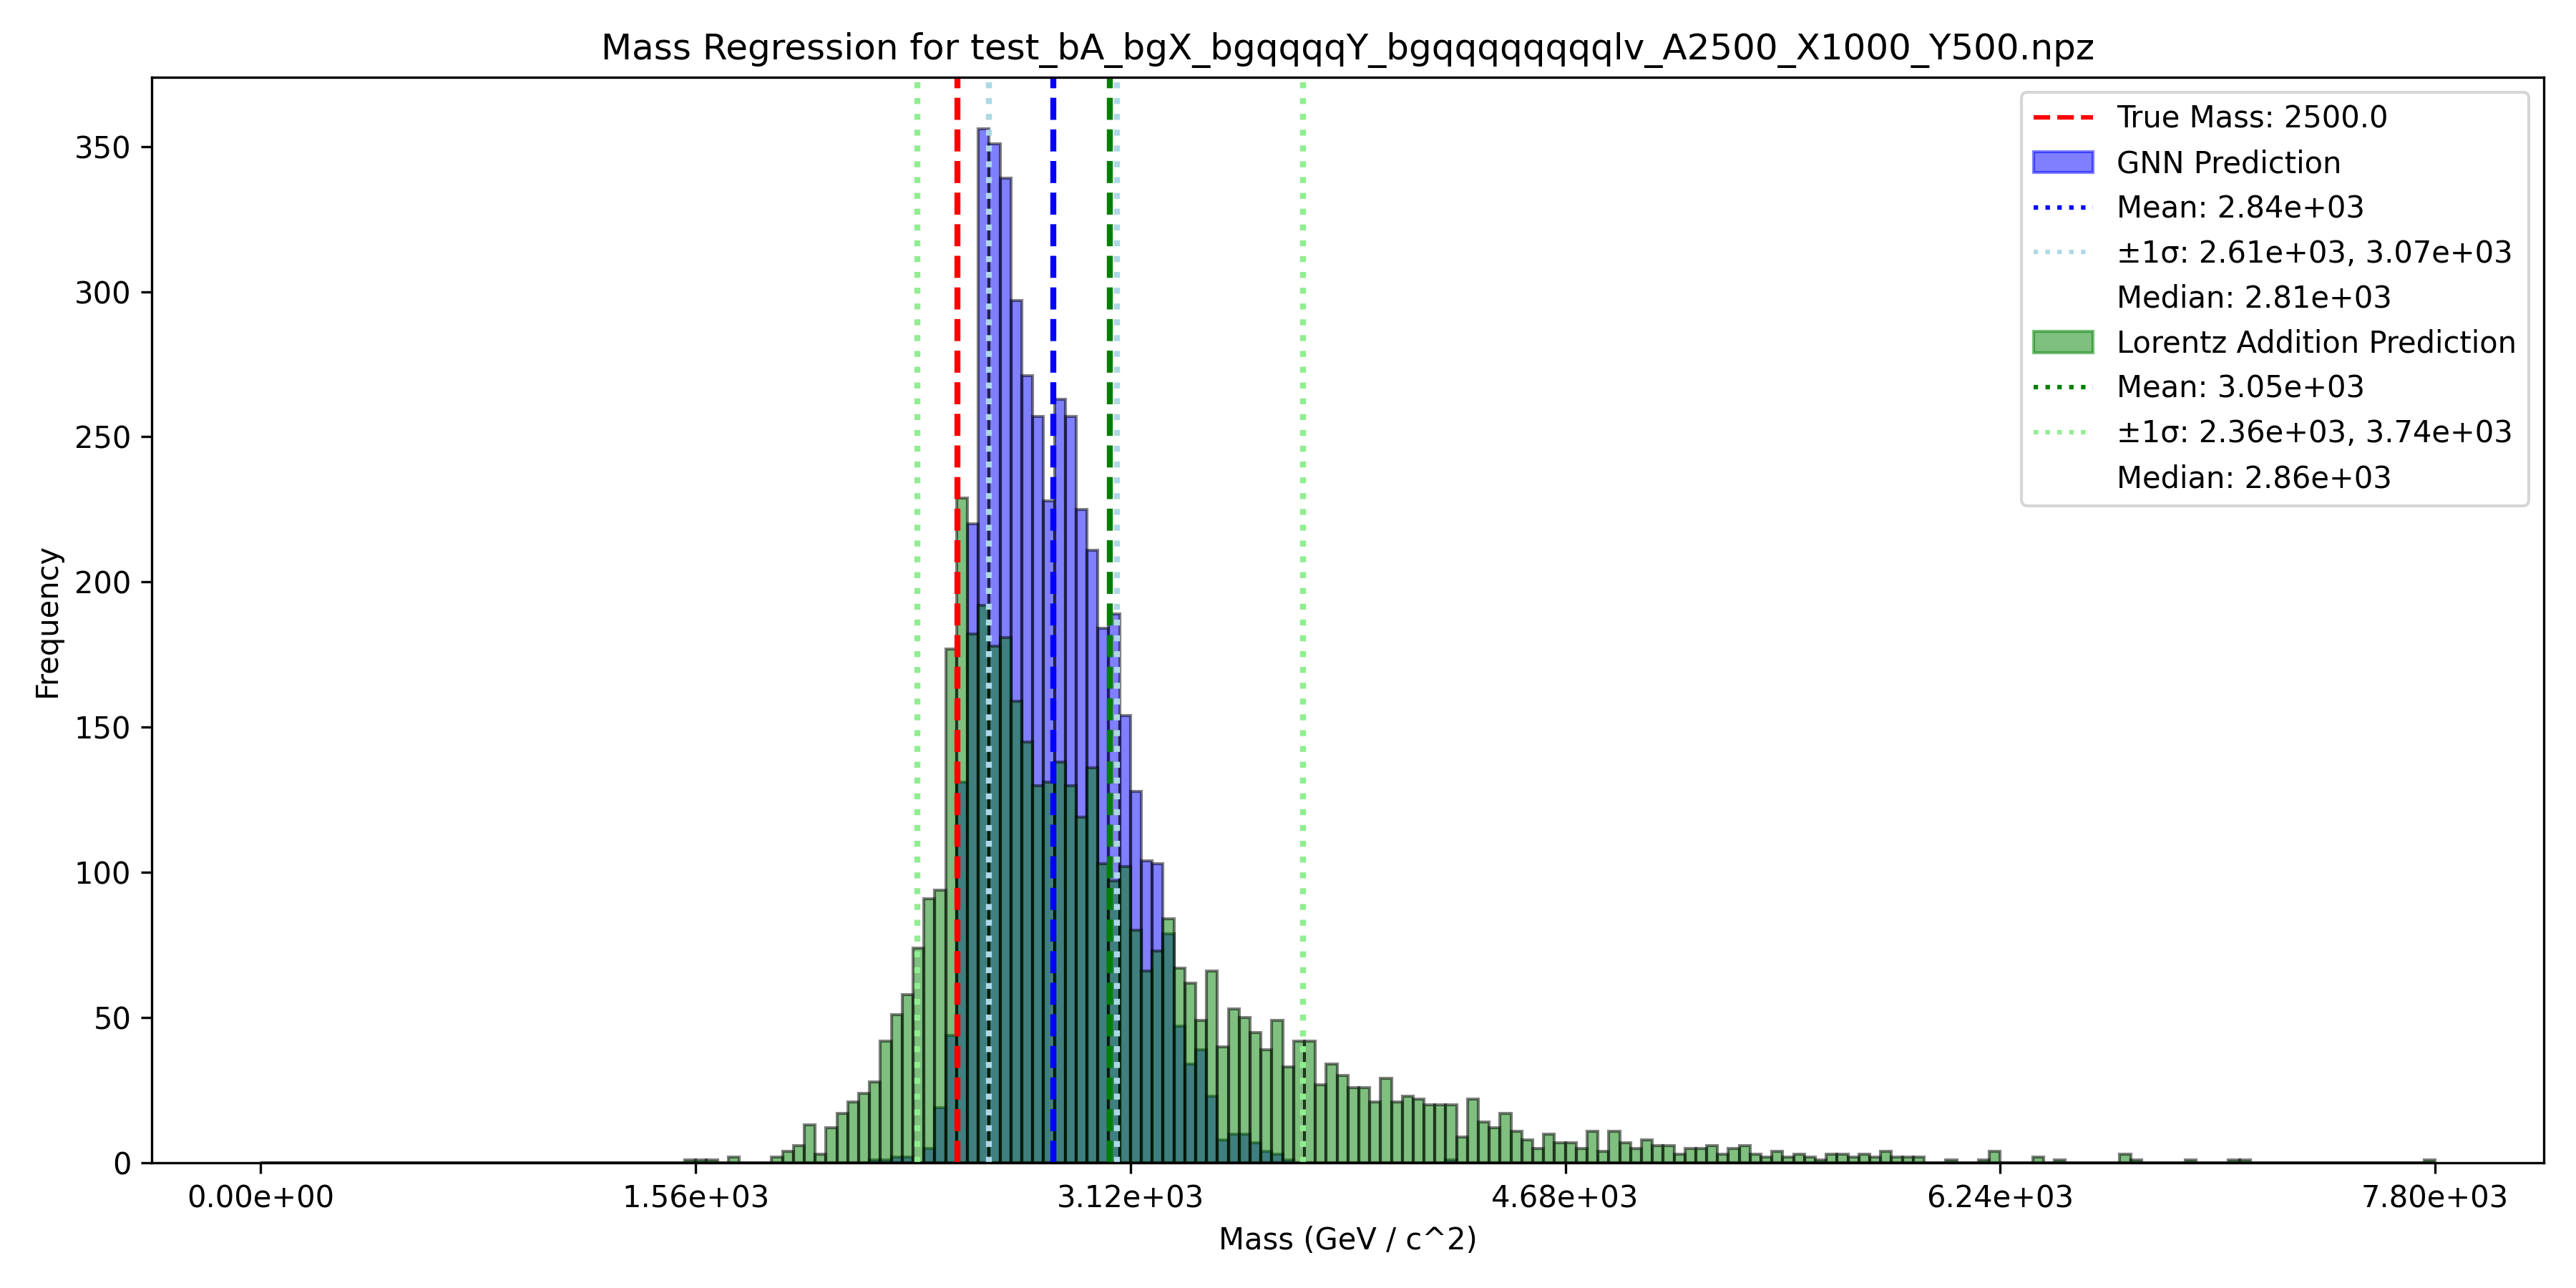 Mass Regression for test_bA_bgX_bgqqqqY_bgqqqqqqqqlv_A2500_X1000_Y500.npz
True Mass: 2500.0
GNN Prediction
Mean: 2.84e+03
±1σ: 2.61e+03, 3.07e+03
Median: 2.81e+03
Lorentz Addition Prediction
Mean: 3.05e+03
±1σ: 2.36e+03, 3.74e+03
Median: 2.86e+03
Frequency
350
300
250
200
150
100
50
0
0.00e+00 1.56e+03 3.12e+03 4.68e+03 6.24e+03 7.80e+03
Mass (GeV / c^2)